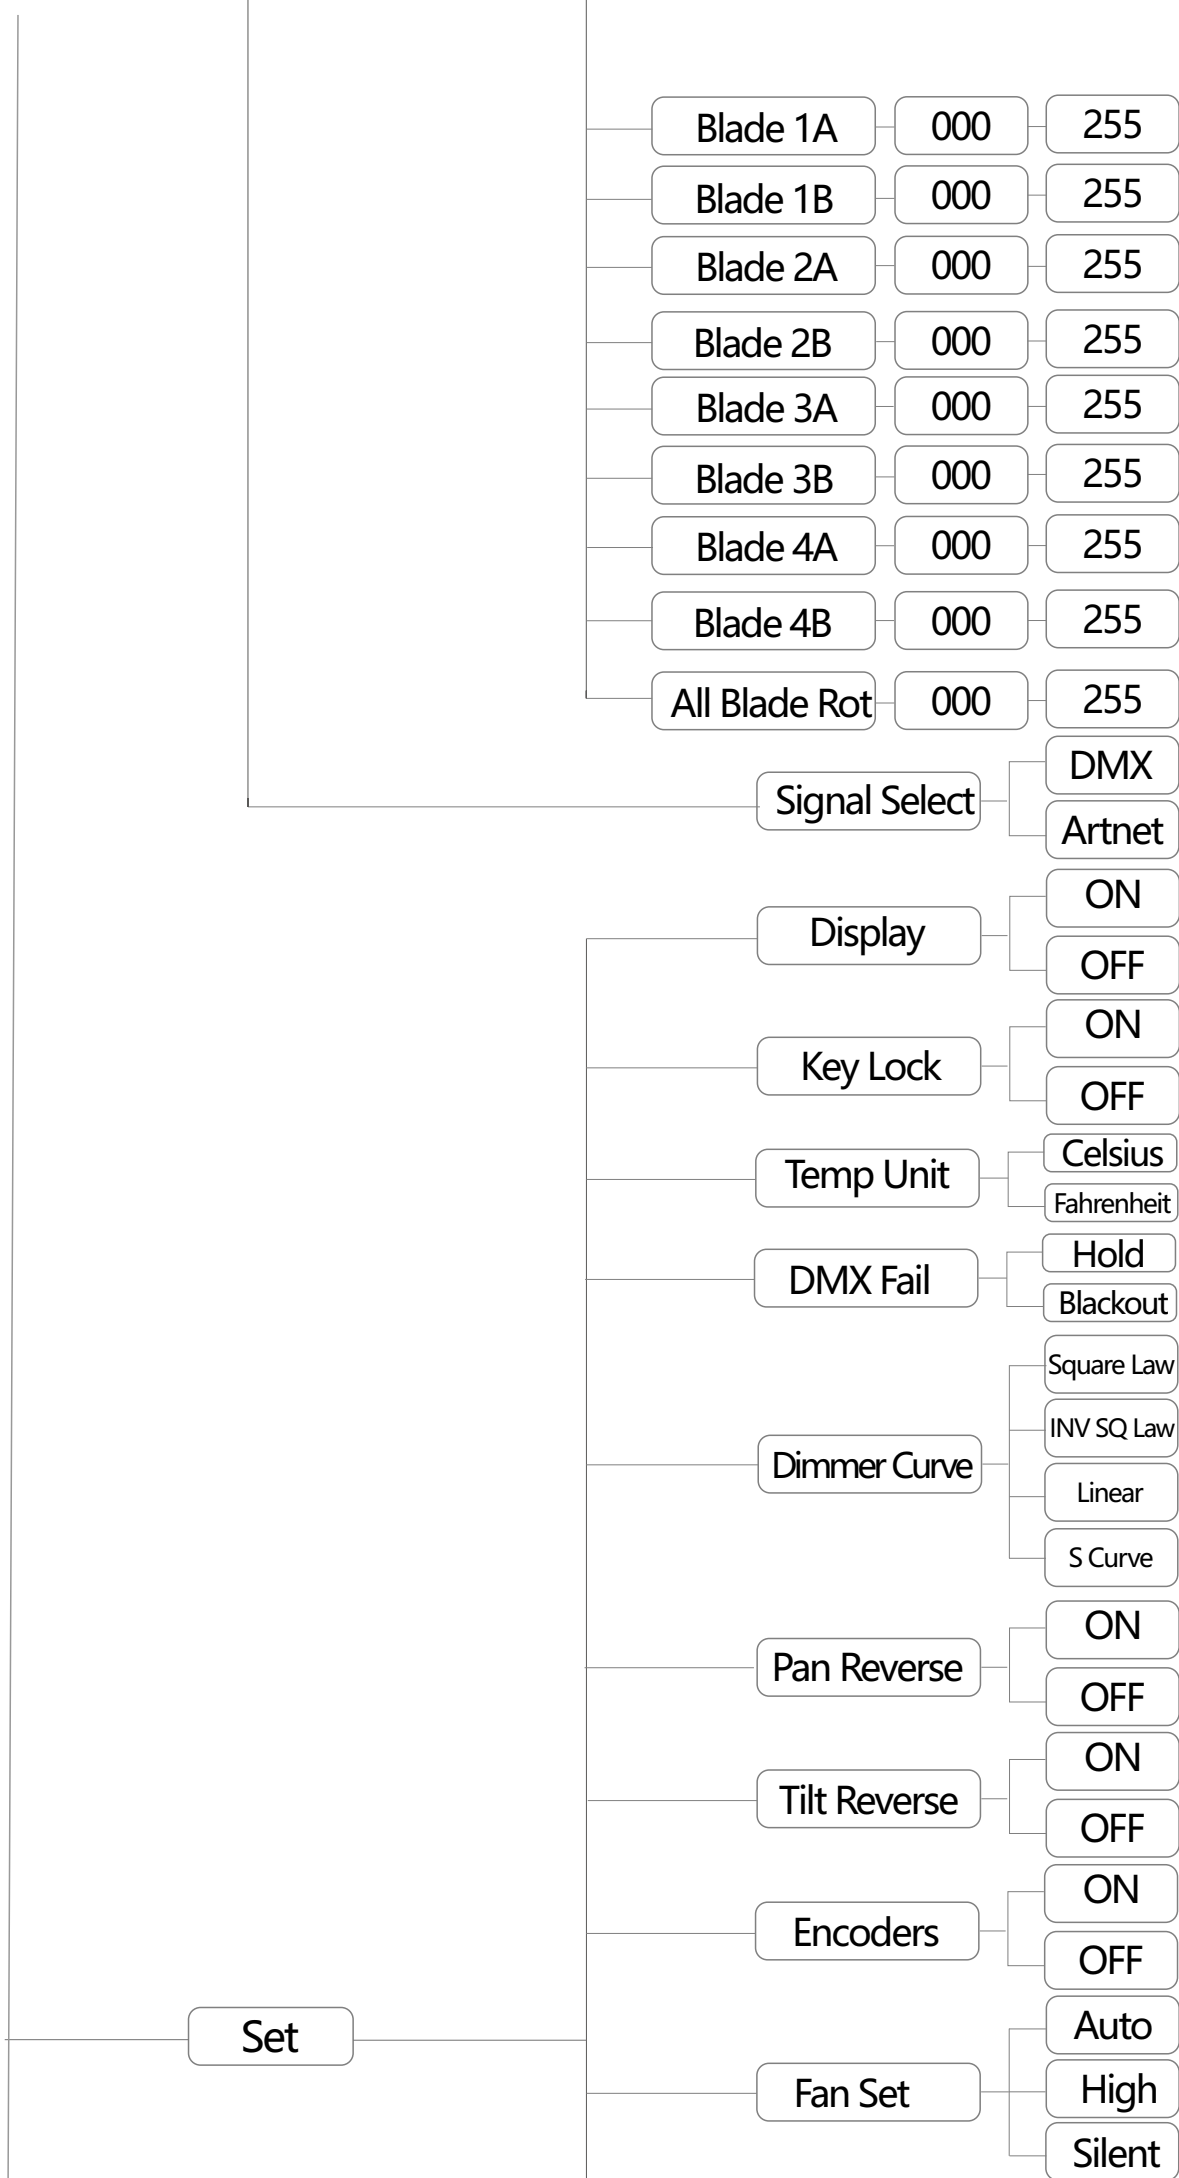 Blade 1A 000 255
Blade 1B 000 255
Blade 2A 000 255
Blade 2B 000 255
Blade 3A 000 255
Blade 3B 000 255
Blade 4A 000 255
Blade 4B 000 255
All Blade Rot 000 255
Signal Select
DMX
Artnet
Display
ON
OFF
Key Lock
ON
OFF
Temp Unit
Celsius
Fahrenheit
DMX Fail
Hold
Blackout
Dimmer Curve
Square Law
INV SQ Law
Linear
S Curve
Pan Reverse
ON
OFF
Tilt Reverse
ON
OFF
Encoders
ON
OFF
Set
Fan Set
Auto
High
Silent